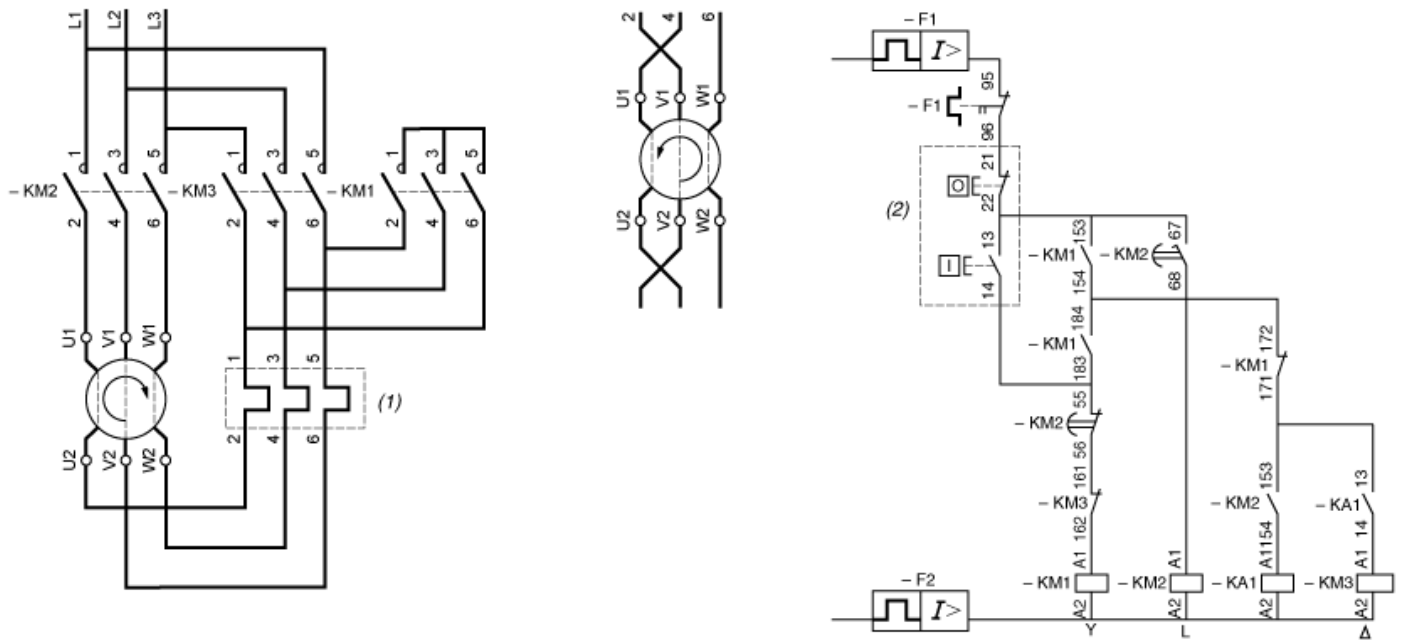 L1 L2 L3
1 3 5 1 3 5 1 3 5
– KM2 – KM3 – KM1
2 4 6 2 4 6 2 4 6
U1 V1 W1
1 3 5
(1)
2 4 6
U2 V2 W2
2 4 6
U1 V1 W1
U2 V2 W2
– F1
I>
95
– F1
96
21
O
22
(2)
13
I
14
153
– KM1
154
67
– KM2
68
184
– KM1
183
172
– KM1
171
55
– KM2
56
161
– KM3
162
153
– KM2
154
13
– KA1
14
A1 A1 A1 A1
– KM1 – KM2 – KA1 – KM3
A2 A2 A2 A2
– F2
I>
Y L Δ